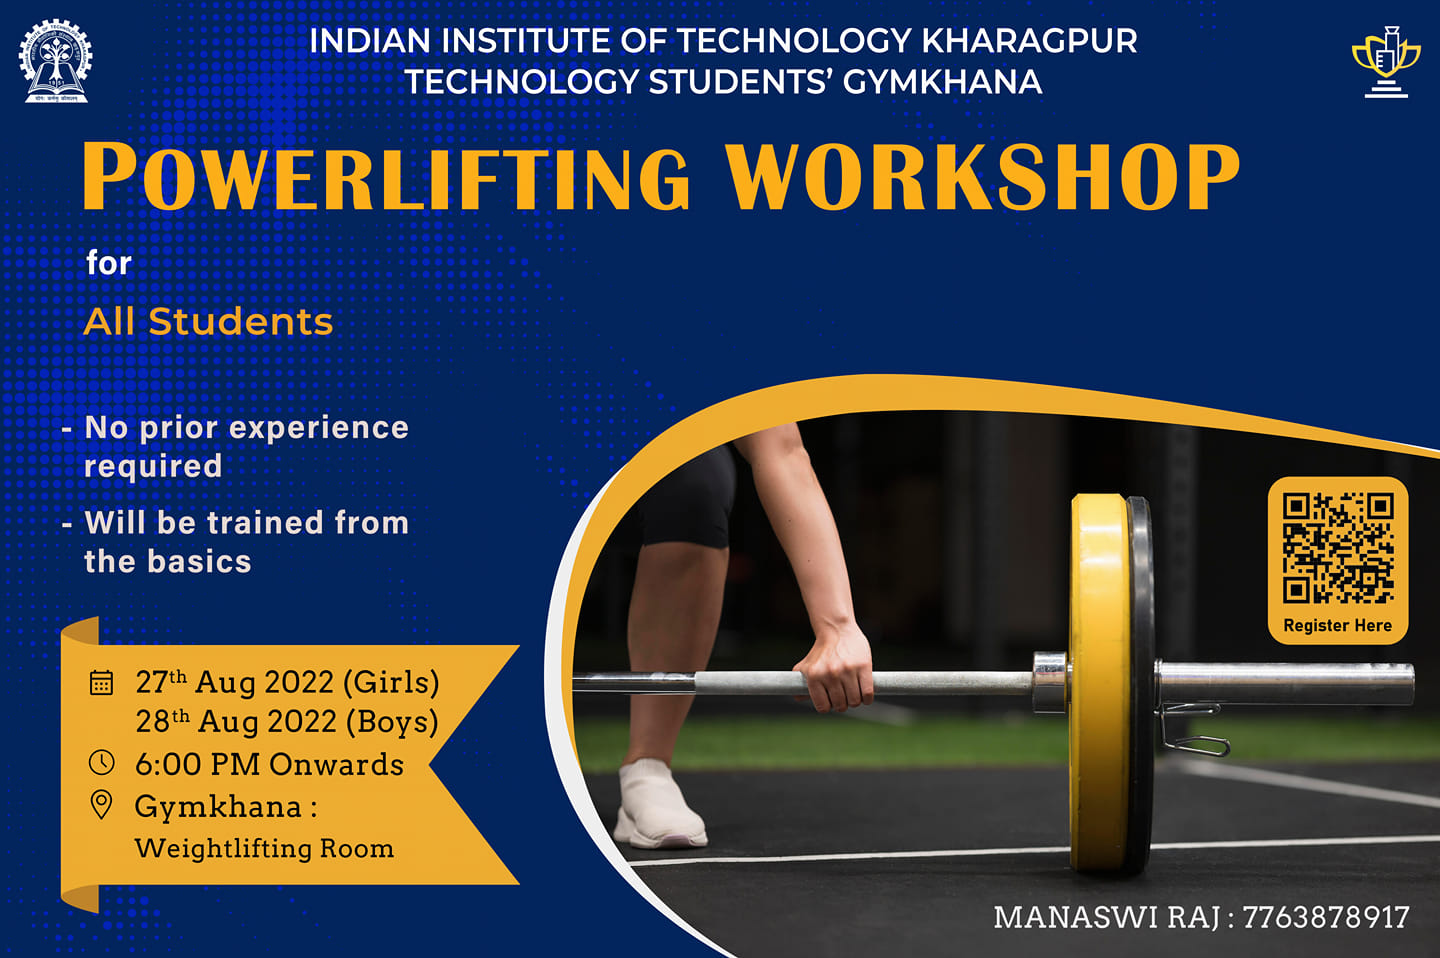 INDIAN INSTITUTE OF TECHNOLOGY KHARAGPUR
TECHNOLOGY STUDENTS’ GYMKHANA
POWERLIFTING WORKSHOP
for
All Students
- No prior experience
required
- Will be trained from
the basics
27th Aug 2022 (Girls)
28th Aug 2022 (Boys)
6:00 PM Onwards
Gymkhana :
Weightlifting Room
Register Here
MANASWI RAJ : 7763878917